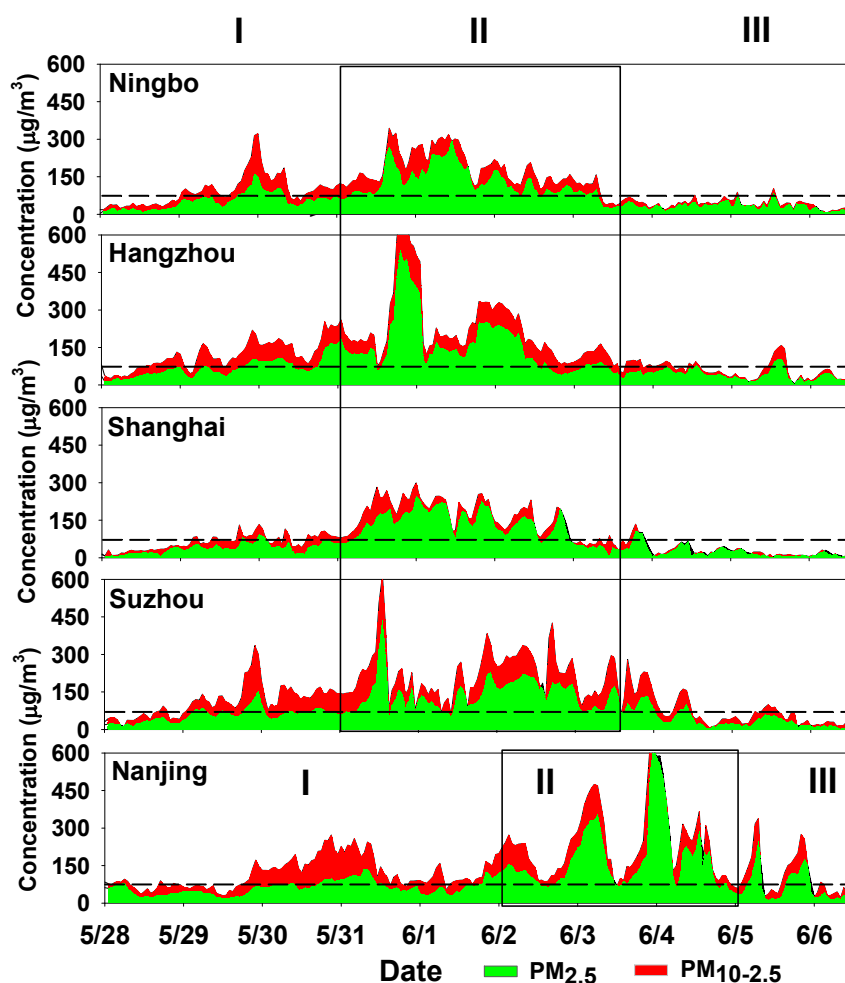 I II III
Concentration (µg/m³)
600
450
300
150
0
Ningbo
Concentration (µg/m³)
600
450
300
150
0
Hangzhou
Concentration (µg/m³)
600
450
300
150
0
Shanghai
600
450
300
150
0
Suzhou
Concentration (µg/m³)
600
450
300
150
0
Nanjing
I II III
5/28 5/29 5/30 5/31 6/1 6/2 6/3 6/4 6/5 6/6
Date PM2.5 PM10-2.5